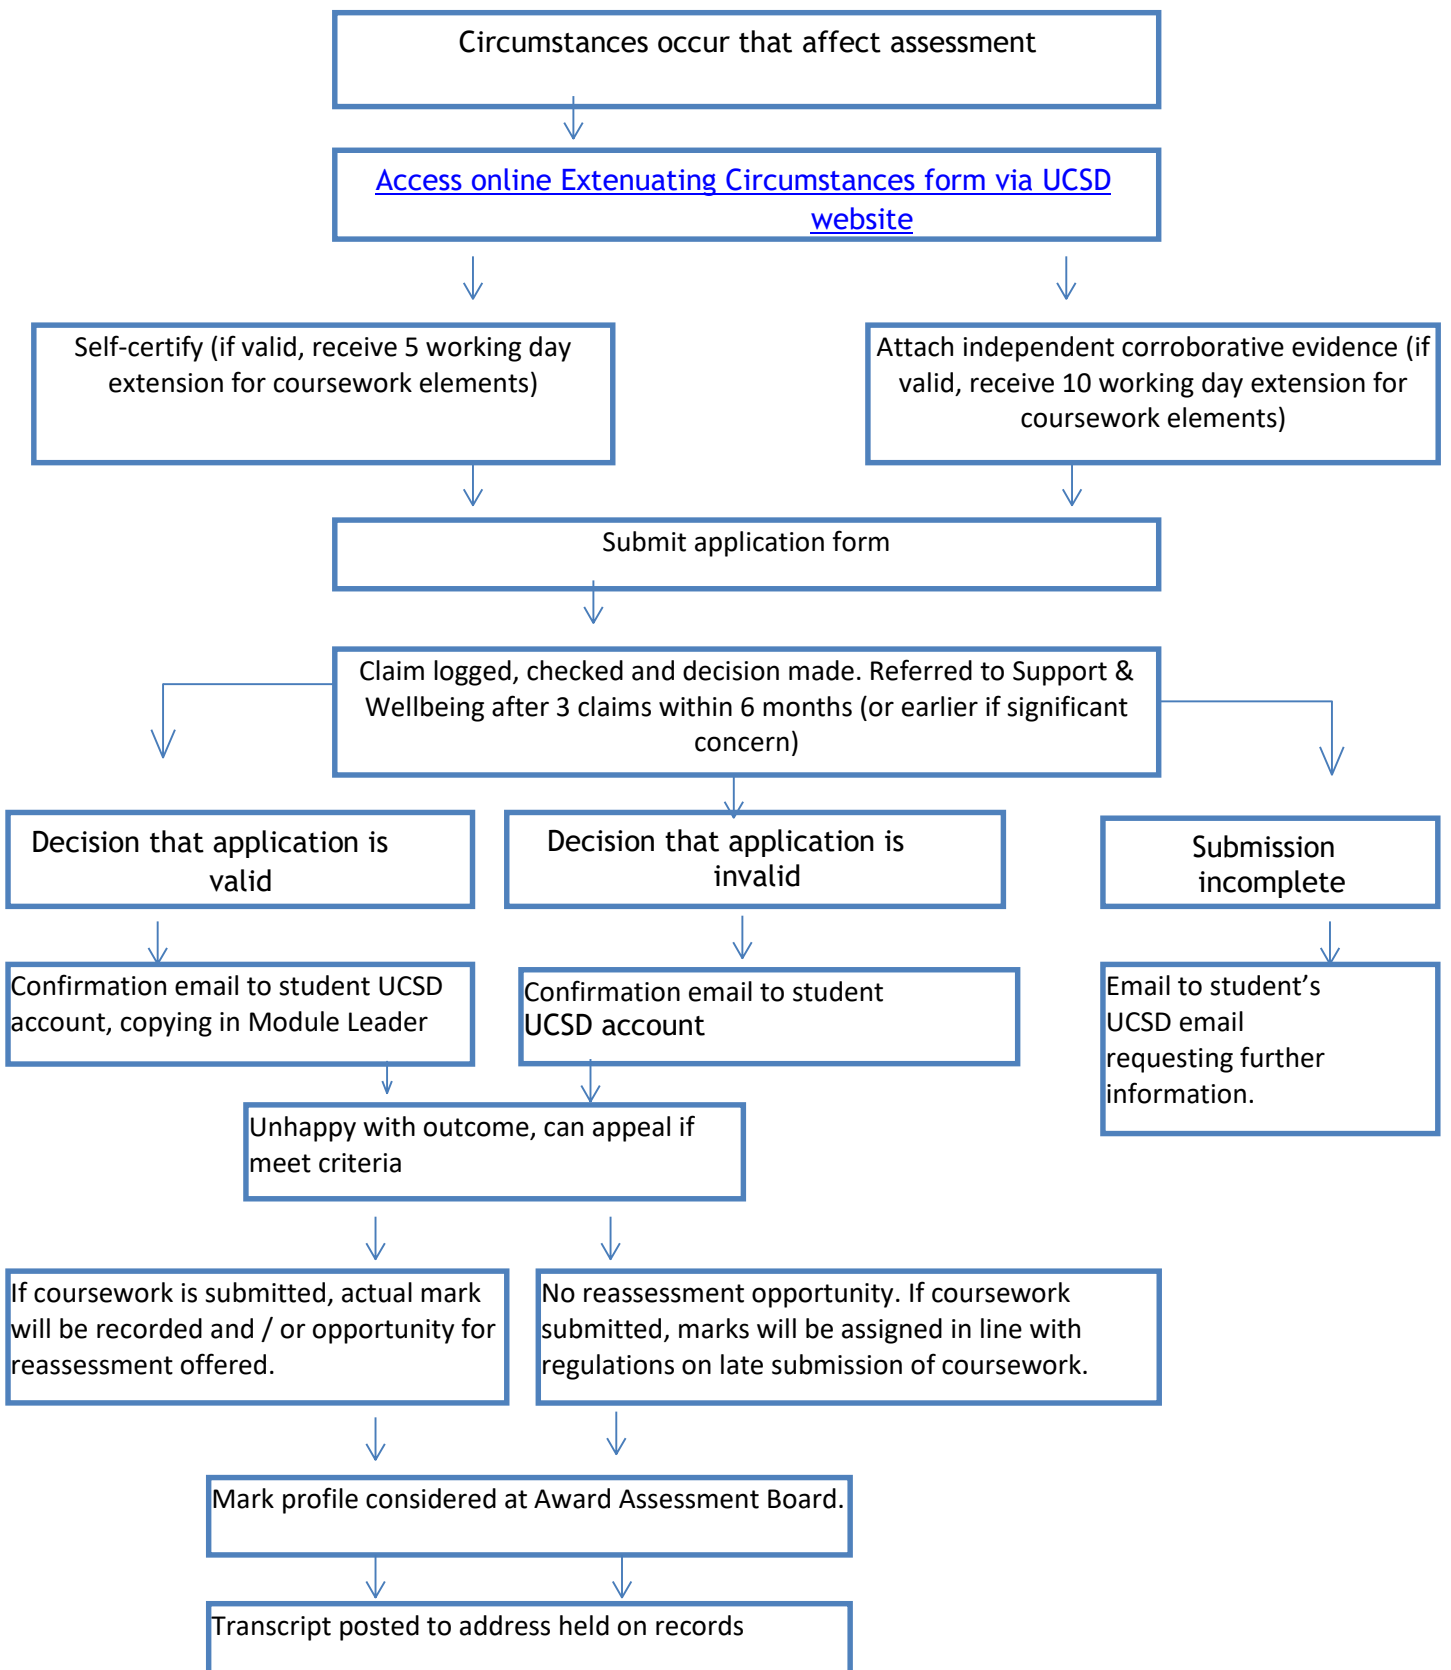 Circumstances occur that affect assessment
Access online Extenuating Circumstances form via UCSD
website
Self-certify (if valid, receive 5 working day
extension for coursework elements)
Attach independent corroborative evidence (if
valid, receive 10 working day extension for
coursework elements)
Submit application form
Claim logged, checked and decision made. Referred to Support &
Wellbeing after 3 claims within 6 months (or earlier if significant
concern)
Decision that application is
valid
Decision that application is
invalid
Submission
incomplete
Confirmation email to student UCSD
account, copying in Module Leader
Confirmation email to student
UCSD account
Email to student’s
UCSD email
requesting further
information.
Unhappy with outcome, can appeal if
meet criteria
If coursework is submitted, actual mark
will be recorded and / or opportunity for
reassessment offered.
No reassessment opportunity. If coursework
submitted, marks will be assigned in line with
regulations on late submission of coursework.
Mark profile considered at Award Assessment Board.
Transcript posted to address held on records